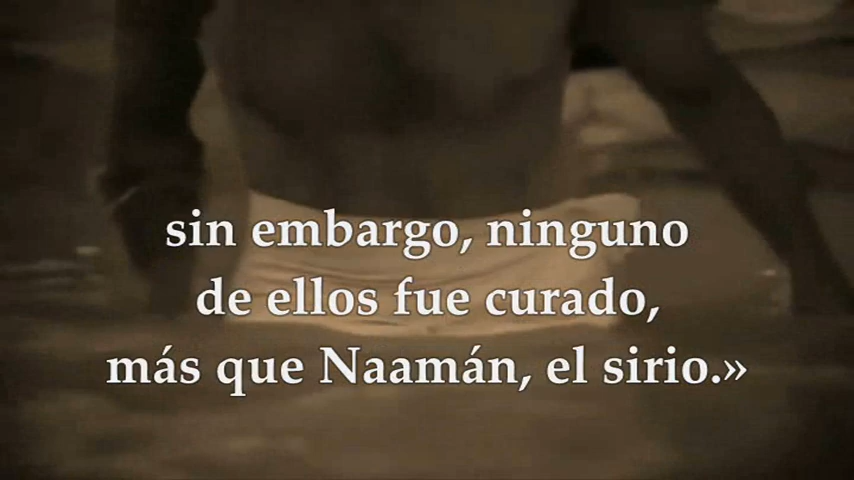 sin embargo, ninguno
de ellos fue curado,
más que Naamán, el sirio.»